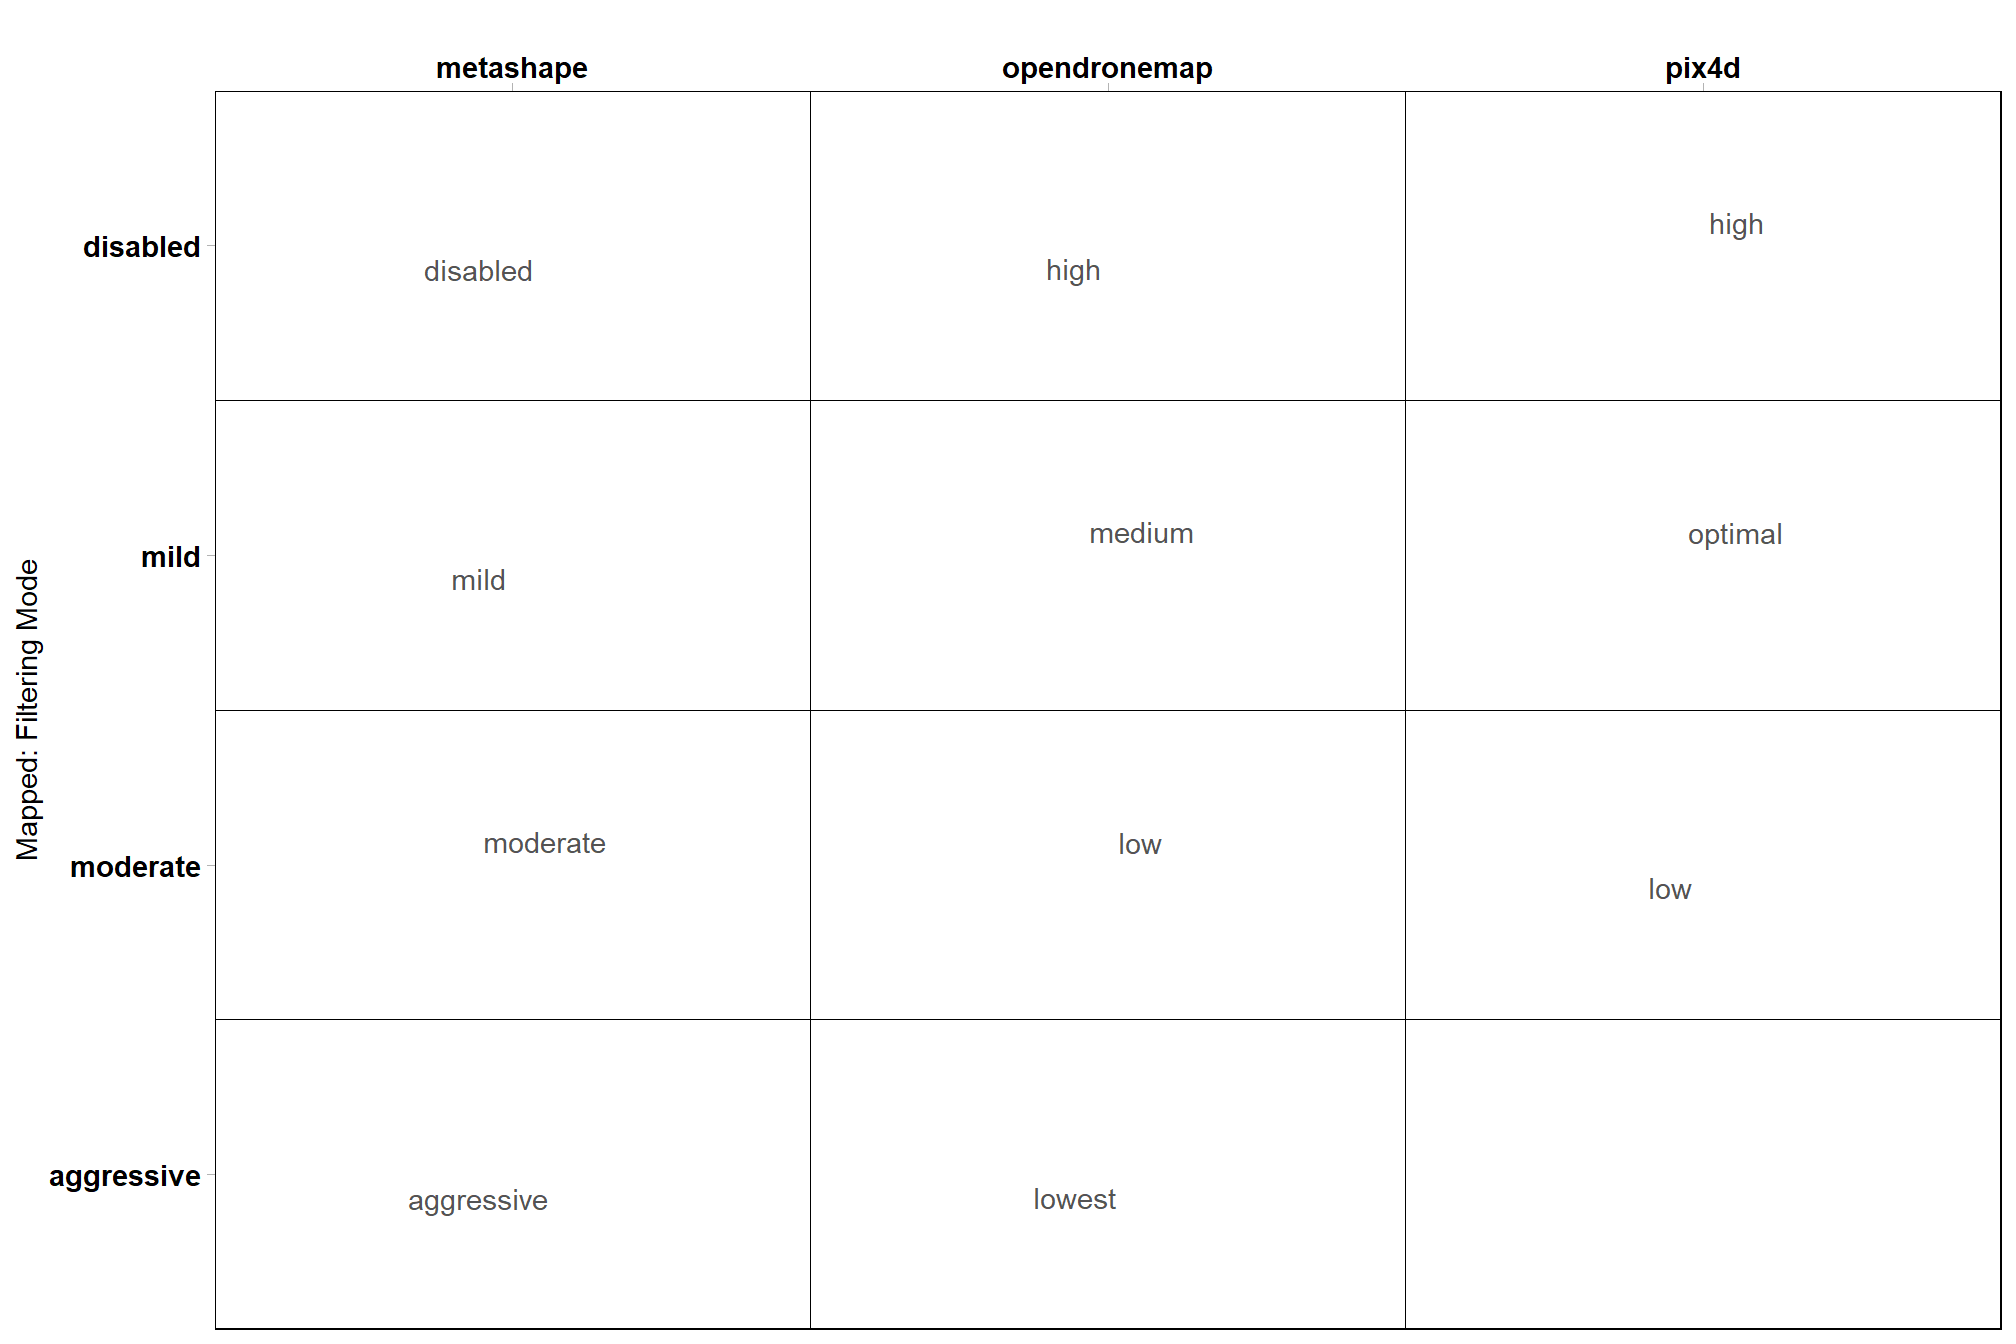 metashape opendronemap pix4d
disabled disabled high high
mild mild medium optimal
moderate moderate low low
aggressive aggressive lowest
Mapped: Filtering Mode